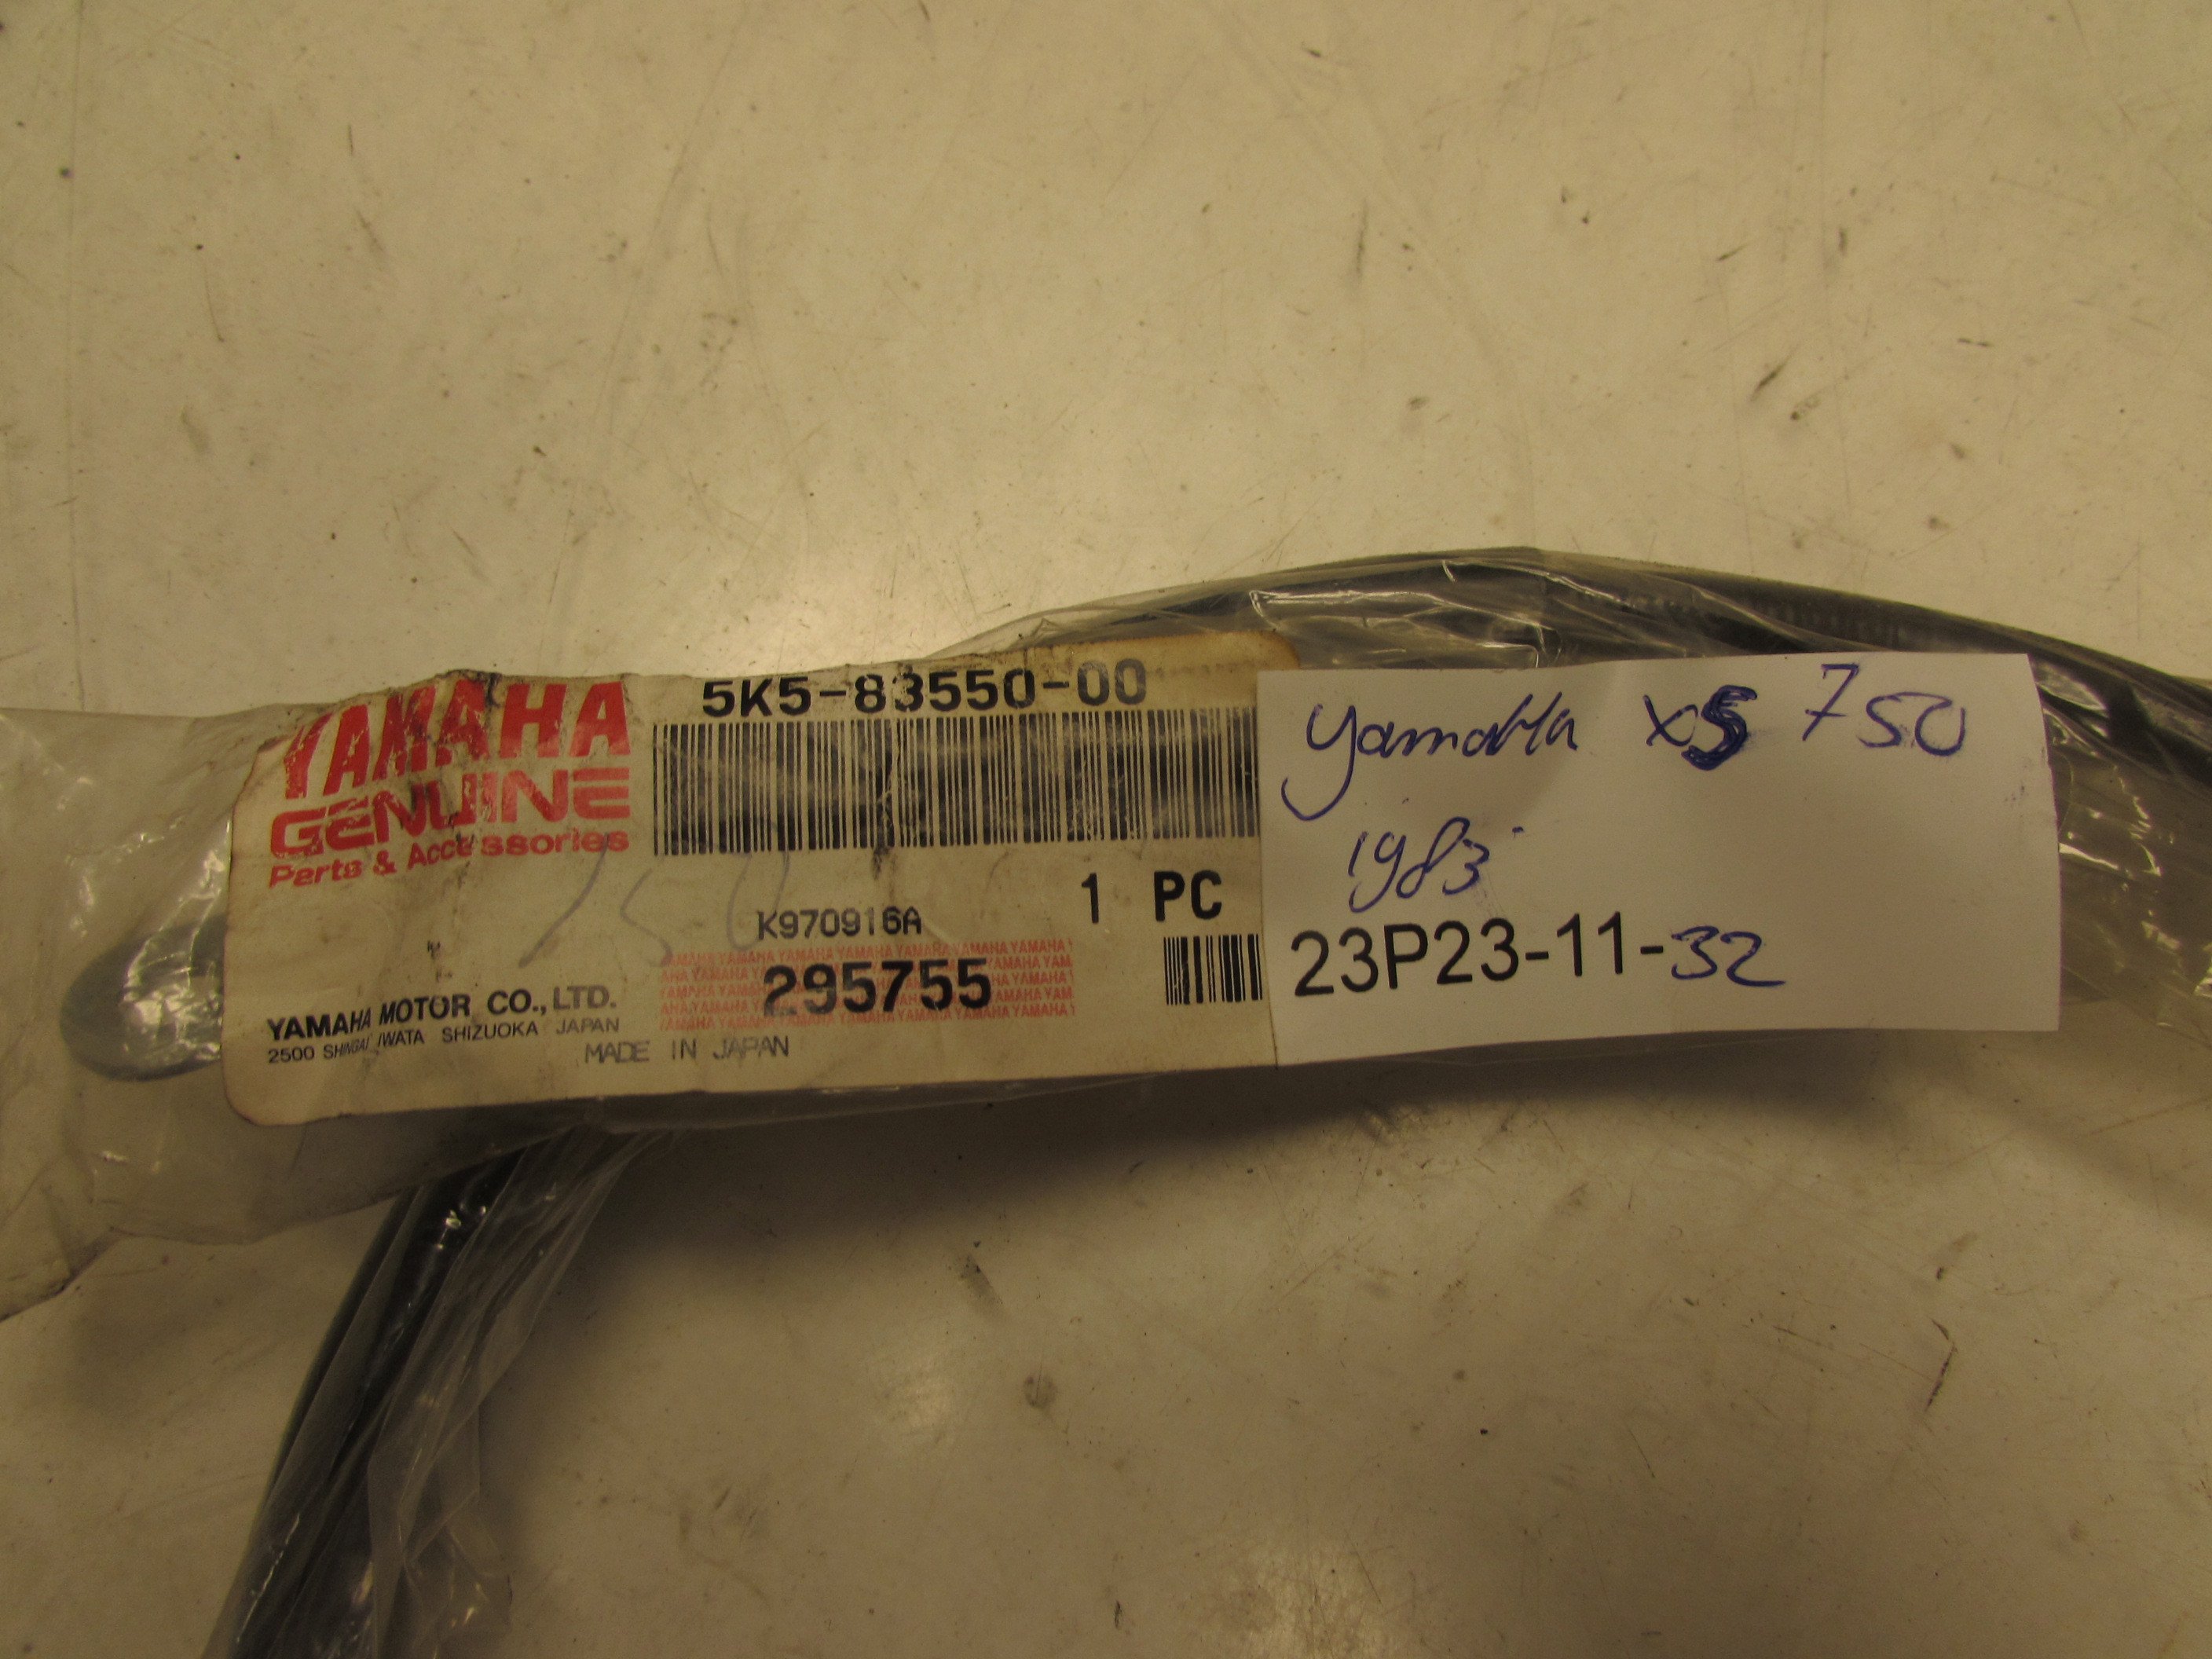 YAMAHA
GENUINE
Parts & Accessories
5K5-83550-00
750
1 PC
K970916A
295755
YAMAHA MOTOR CO.,LTD.
2500 SHINGAI IWATA SHIZUOKA JAPAN
MADE IN JAPAN
Yamaha XS 750
1983
23P23-11-32